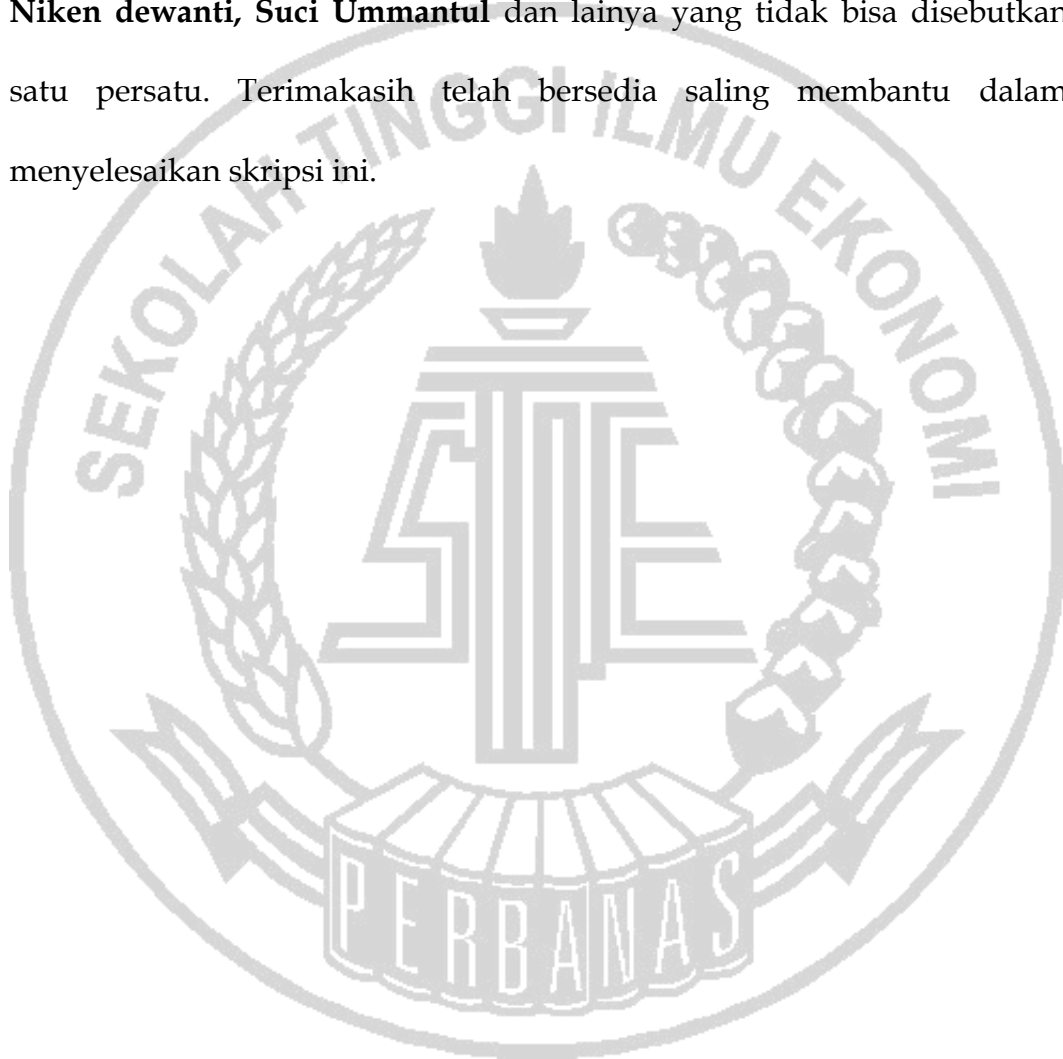 Niken dewanti, Suci Ummantul dan lainya yang tidak bisa disebutkan
satu persatu. Terimakasih telah bersedia saling membantu dalam
menyelesaikan skripsi ini.
SEKOLAH TINGGI ILMU EKONOMI
STIE
PERBANAS